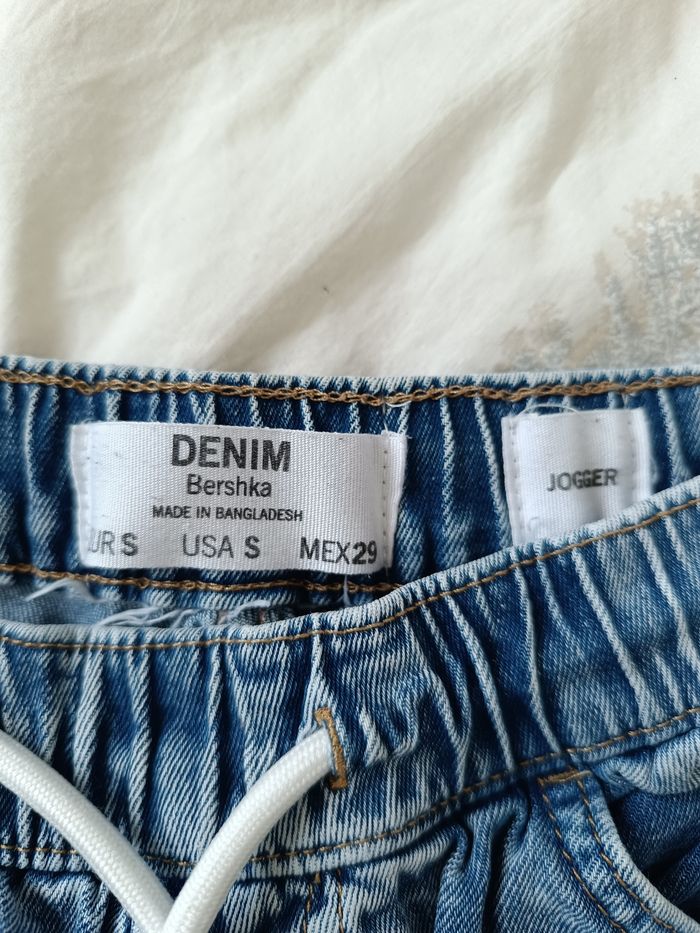 DENIM
Bershka
MADE IN BANGLADESH
UR S USA S MEX29
JOGGER